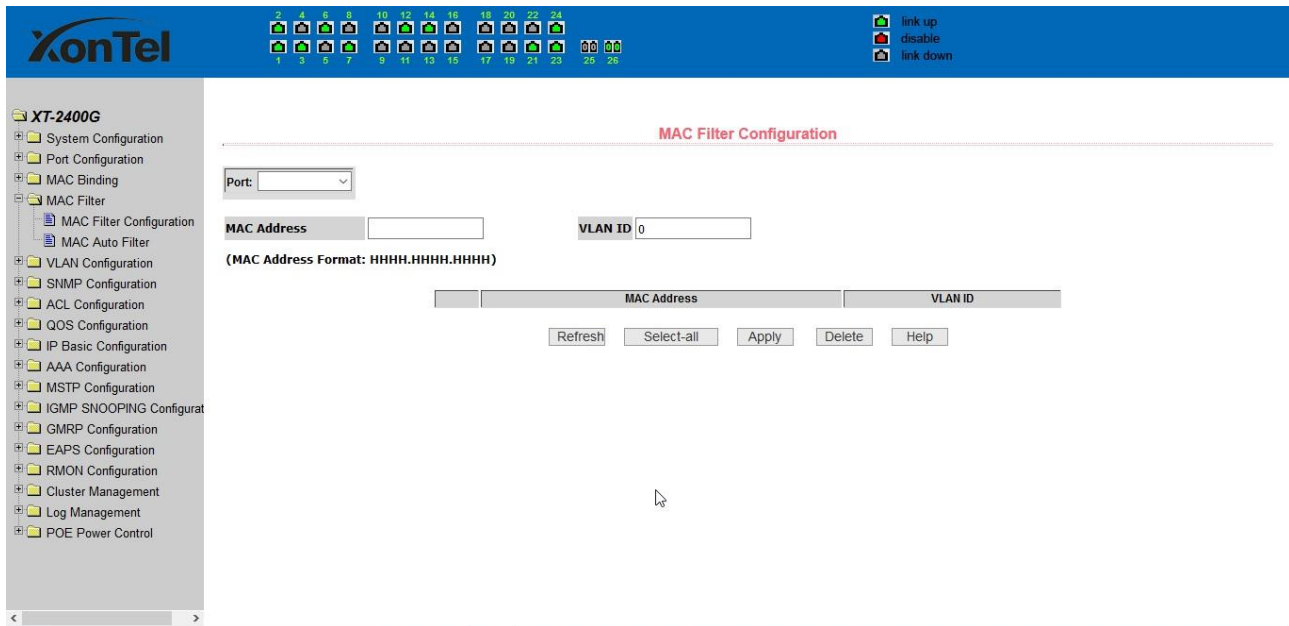 XonTel
2 4 6 8 10 12 14 16 18 20 22 24
1 3 5 7 9 11 13 15 17 19 21 23 25 26
link up
disable
link down
XT-2400G
System Configuration
Port Configuration
MAC Binding
MAC Filter
MAC Filter Configuration
MAC Auto Filter
VLAN Configuration
SNMP Configuration
ACL Configuration
QOS Configuration
IP Basic Configuration
AAA Configuration
MSTP Configuration
IGMP SNOOPING Configurat
GMRP Configuration
EAPS Configuration
RMON Configuration
Cluster Management
Log Management
POE Power Control
MAC Filter Configuration
Port:
MAC Address VLAN ID 0
(MAC Address Format: HHHH.HHHH.HHHH)
MAC Address VLAN ID
Refresh Select-all Apply Delete Help